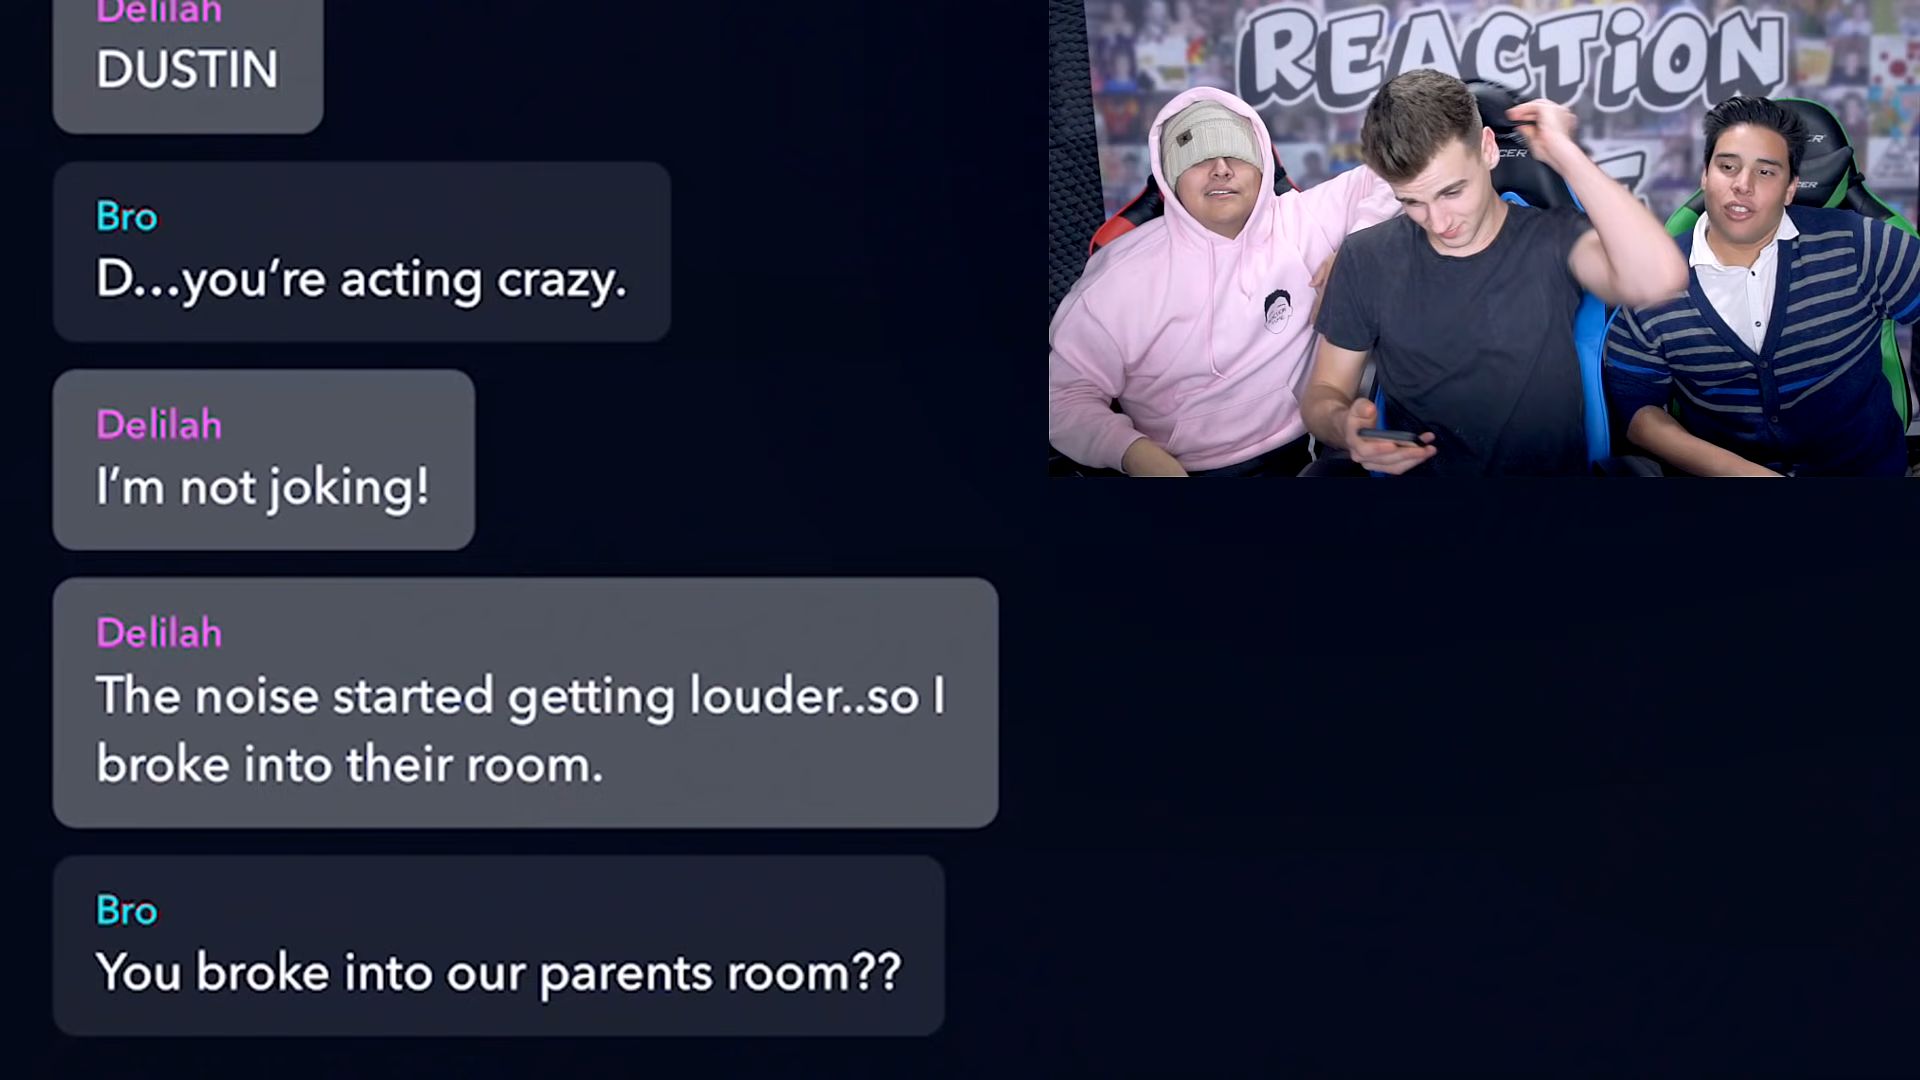 Delilah
DUSTIN
Bro
D...you're acting crazy.
Delilah
I'm not joking!
Delilah
The noise started getting louder..so I
broke into their room.
Bro
You broke into our parents room??
REACTiON